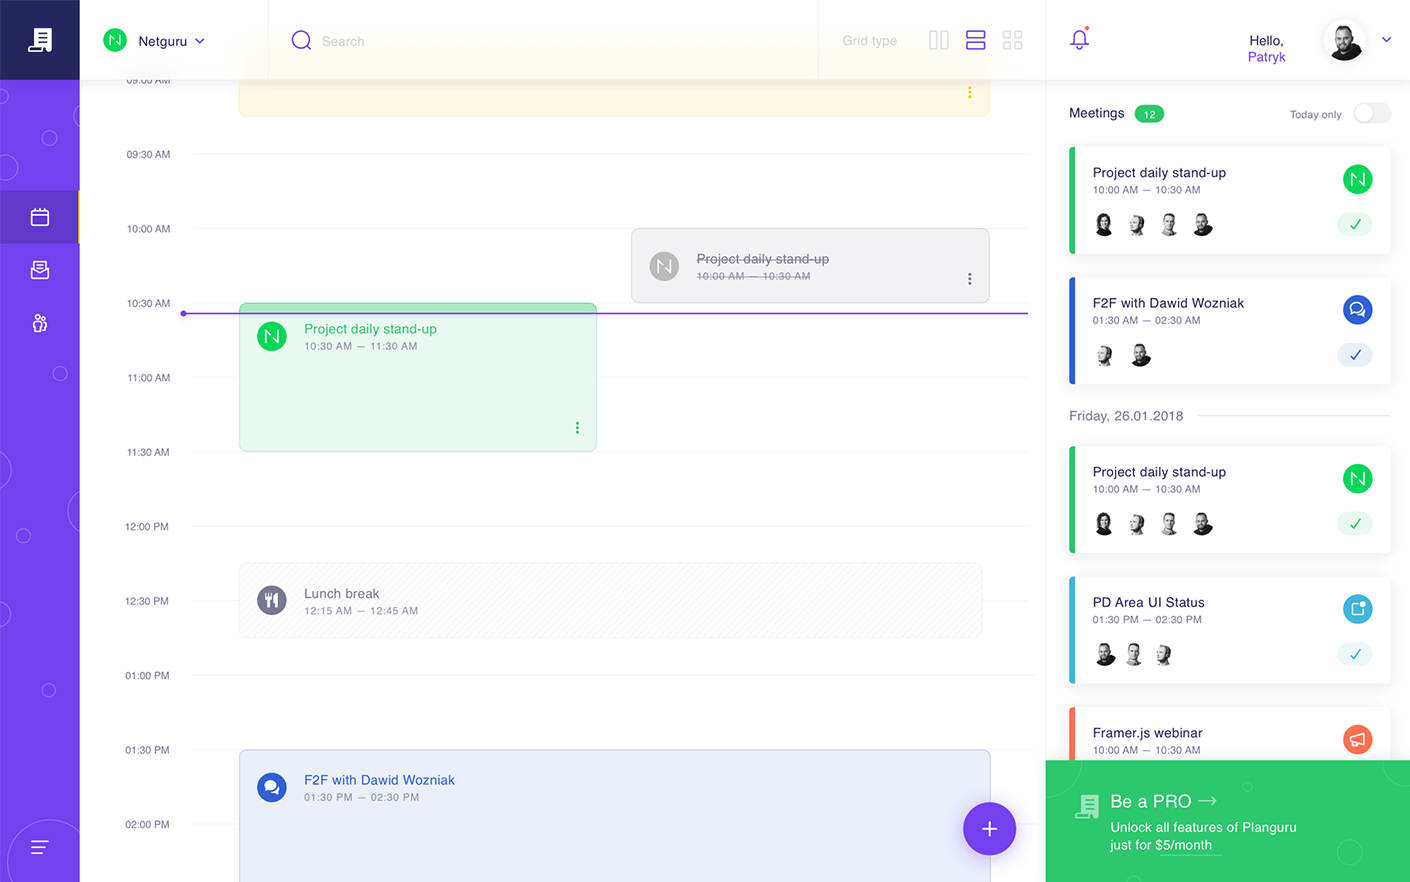 Netguru
Search
Grid type
Hello,
Patryk
09:00 AM
09:30 AM
10:00 AM
10:30 AM
11:00 AM
11:30 AM
12:00 PM
12:30 PM
01:00 PM
01:30 PM
02:00 PM
Project daily stand-up
10:00 AM — 10:30 AM
Project daily stand-up
10:30 AM — 11:30 AM
Lunch break
12:15 AM — 12:45 AM
F2F with Dawid Wozniak
01:30 PM — 02:30 PM
Meetings 12
Today only
Project daily stand-up
10:00 AM — 10:30 AM
F2F with Dawid Wozniak
01:30 AM — 02:30 AM
Friday, 26.01.2018
Project daily stand-up
10:00 AM — 10:30 AM
PD Area UI Status
01:30 PM — 02:30 PM
Framer.js webinar
10:00 AM — 10:30 AM
Be a PRO →
Unlock all features of Planguru
just for $5/month